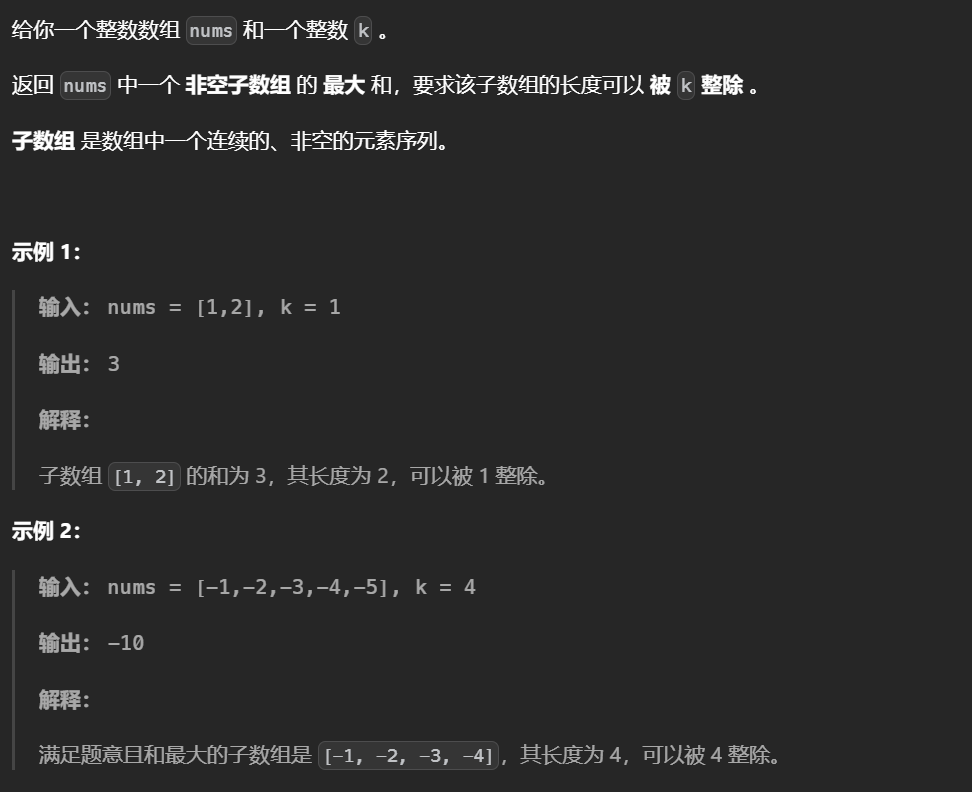 给你一个整数数组 nums 和一个整数 k 。
返回 nums 中一个 非空子数组 的 最大 和，要求该子数组的长度可以 被 k 整除 。
子数组 是数组中一个连续的、非空的元素序列。
示例 1：
输入： nums = [1,2], k = 1
输出： 3
解释：
子数组 [1, 2] 的和为 3，其长度为 2，可以被 1 整除。
示例 2：
输入： nums = [-1,-2,-3,-4,-5], k = 4
输出： -10
解释：
满足题意且和最大的子数组是 [-1, -2, -3, -4]，其长度为 4，可以被 4 整除。